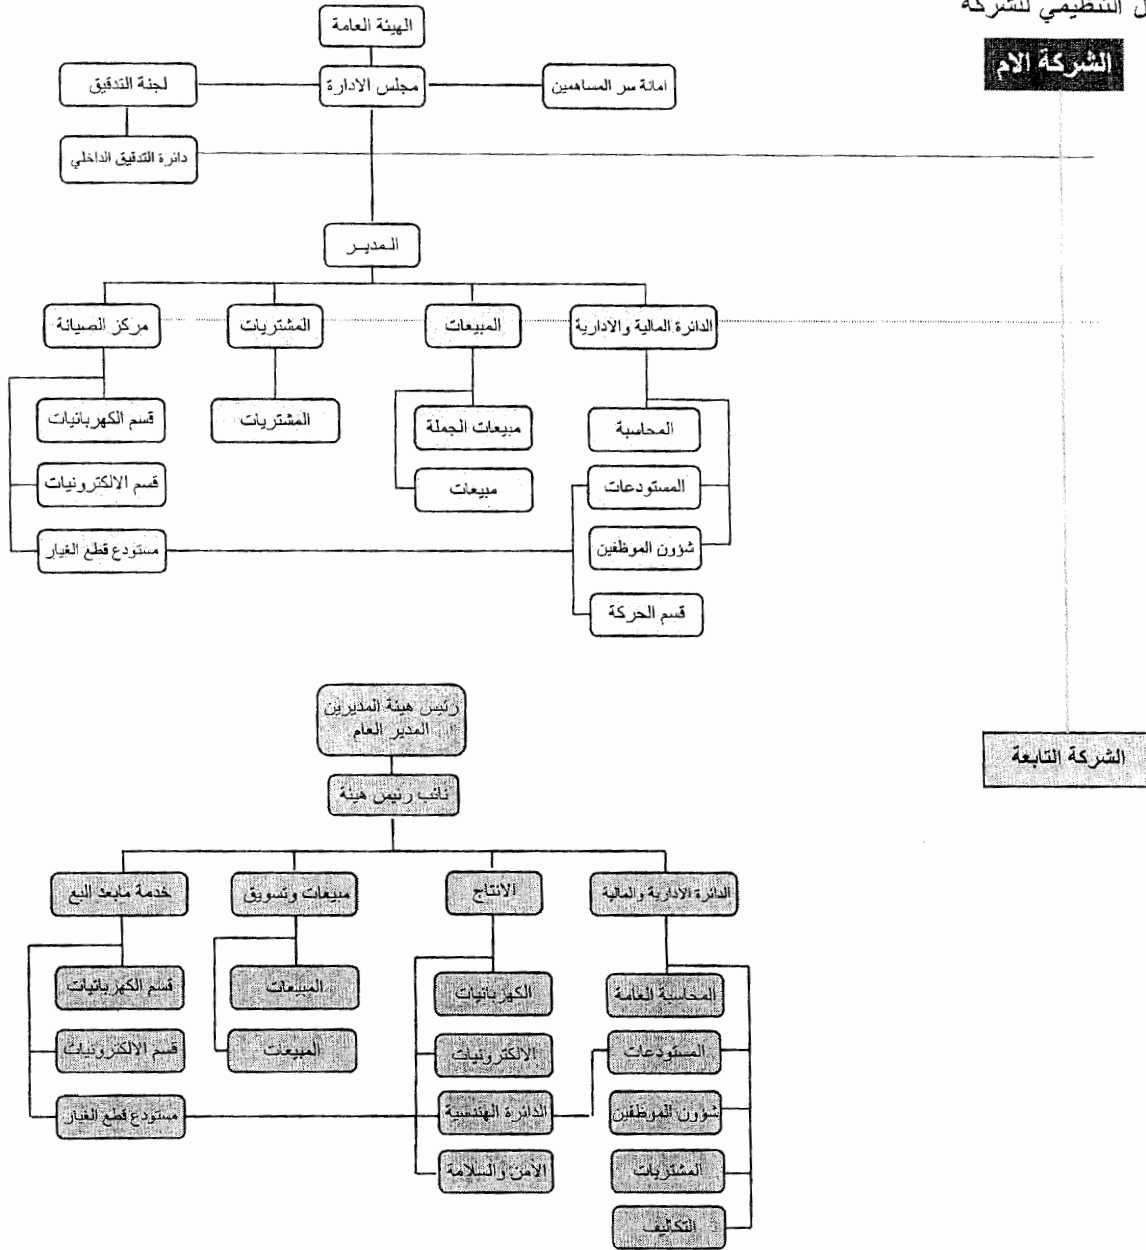 التنظيمي للشركة
الشركة الام
الهيئة العامة
لجنة التدقيق
مجلس الادارة
امانة سر المساهمين
دائرة التدقيق الداخلي
المديـر
مركز الصيانة
المشتريات
المبيعات
الدائرة المالية والادارية
قسم الكهربائيات
المشتريات
مبيعات الجملة
المحاسبة
قسم الالكترونيات
مبيعات
المستودعات
مستودع قطع الغيار
شؤون الموظفين
قسم الحركة
الشركة التابعة
رئيس هيئة المديرين
المدير العام
نائب رئيس هيئة
خدمة مابعد البع
مبيعات وتسويق
الانتاج
الدائرة الادارية والمالية
قسم الكهربائيات
المبيعات
الكهربائيات
المحاسبة العامة
قسم الالكترونيات
المبيعات
الالكترونيات
المستودعات
مستودع قطع الغيار
الدائرة الهندسية
شؤون الموظفين
الأمن والسلامة
المشتريات
التكاليف